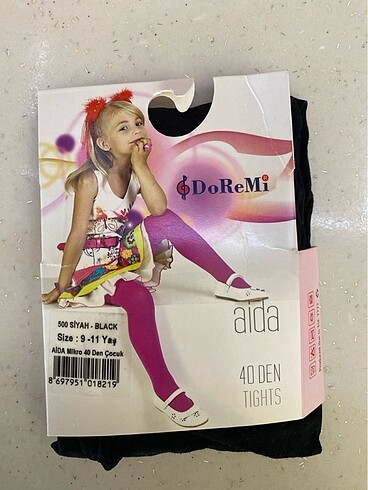 DoReMi
500 SİYAH - BLACK
Size : 9 -11 Yaş
AİDA Mikro 40 Den Çocuk
8 697951 018219
aida
40 DEN
TIGHTS